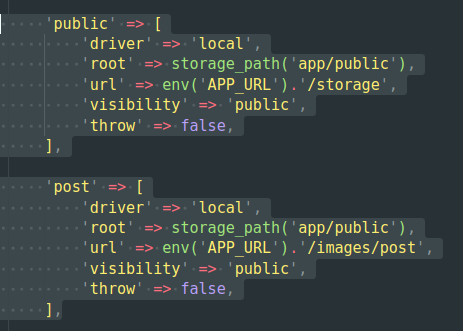 'public' => [
'driver' => 'local',
'root' => storage_path('app/public'),
'url' => env('APP_URL').'/storage',
'visibility' => 'public',
'throw' => false,
],
'post' => [
'driver' => 'local',
'root' => storage_path('app/public'),
'url' => env('APP_URL').'/images/post',
'visibility' => 'public',
'throw' => false,
],